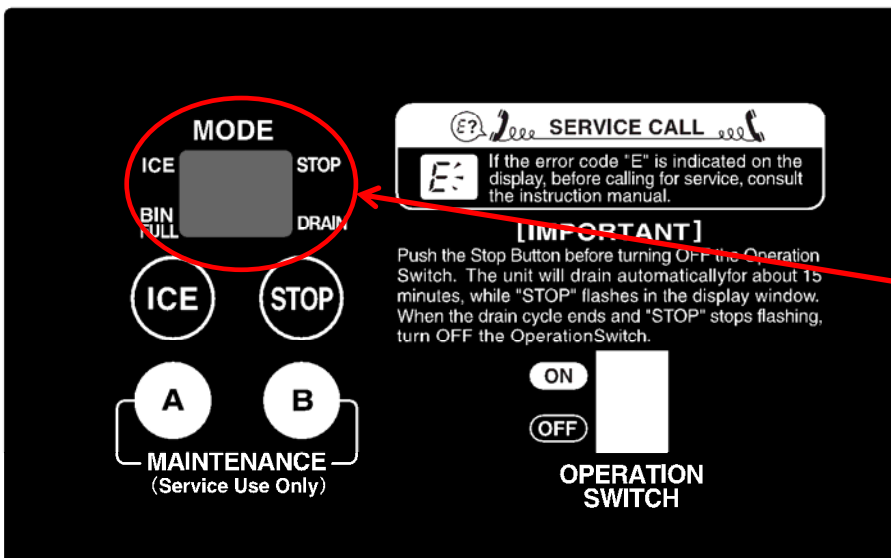 MODE
ICE
STOP
BIN
FULL
DRAIN
ICE
STOP
A
B
MAINTENANCE
(Service Use Only)
E?
SERVICE CALL
E
If the error code "E" is indicated on the
display, before calling for service, consult
the instruction manual.
[IMPORTANT]
Push the Stop Button before turning OFF the Operation
Switch. The unit will drain automaticallyfor about 15
minutes, while "STOP" flashes in the display window.
When the drain cycle ends and "STOP" stops flashing,
turn OFF the OperationSwitch.
ON
OFF
OPERATION
SWITCH